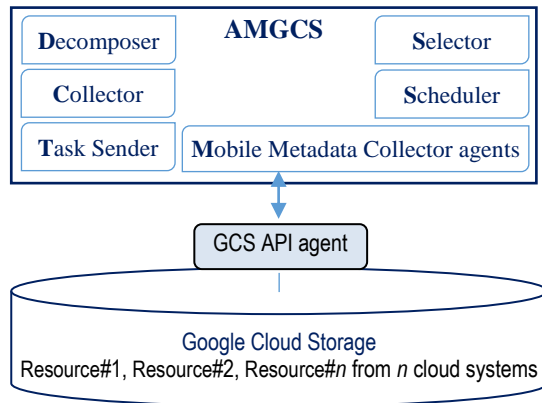 AMGCS
Decomposer
Selector
Collector
Scheduler
Task Sender
Mobile Metadata Collector agents
GCS API agent
Google Cloud Storage
Resource#1, Resource#2, Resource#n from n cloud systems